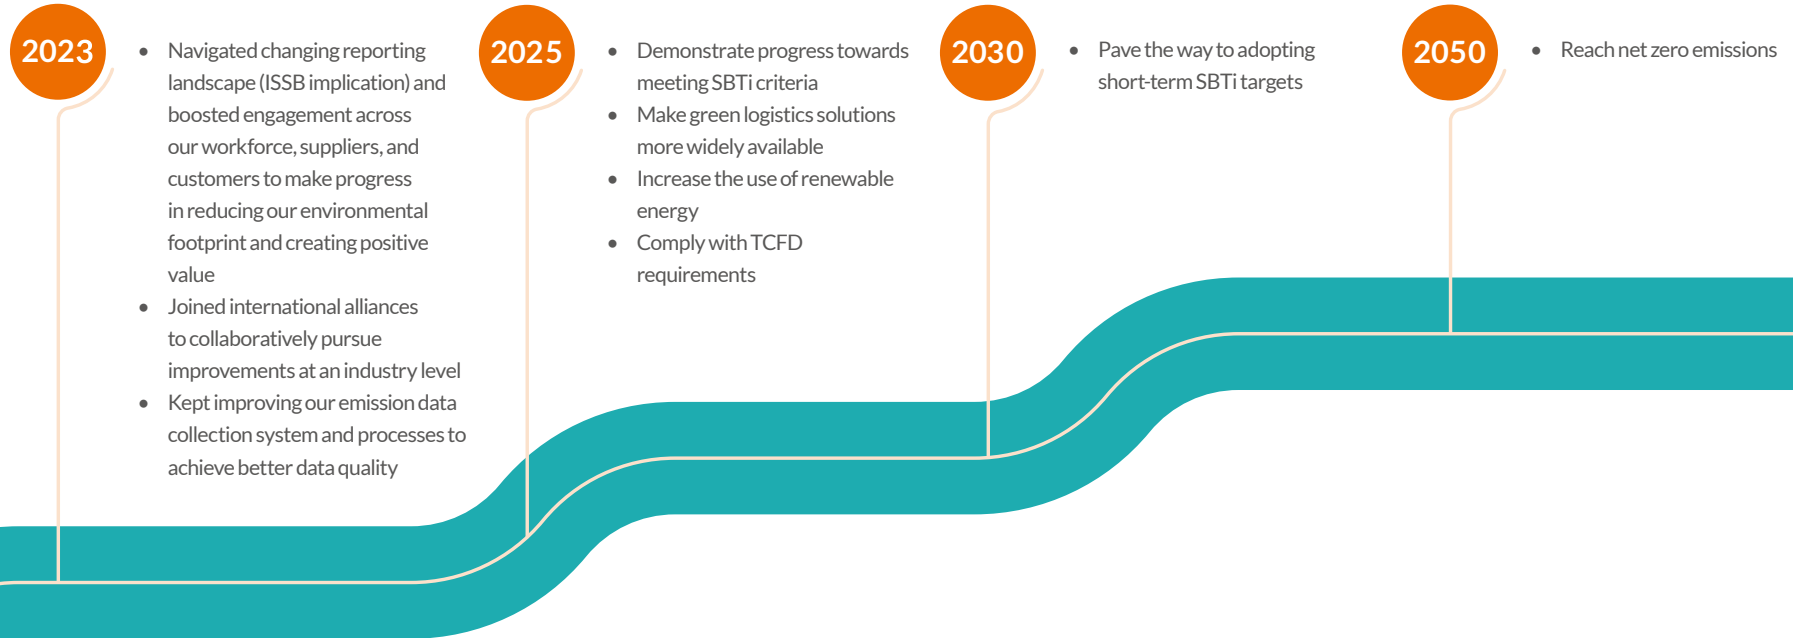 2023
• Navigated changing reporting
landscape (ISSB implication) and
boosted engagement across
our workforce, suppliers, and
customers to make progress
in reducing our environmental
footprint and creating positive
value
• Joined international alliances
to collaboratively pursue
improvements at an industry level
• Kept improving our emission data
collection system and processes to
achieve better data quality
2025
• Demonstrate progress towards
meeting SBTi criteria
• Make green logistics solutions
more widely available
• Increase the use of renewable
energy
• Comply with TCFD
requirements
2030
• Pave the way to adopting
short-term SBTi targets
2050
• Reach net zero emissions